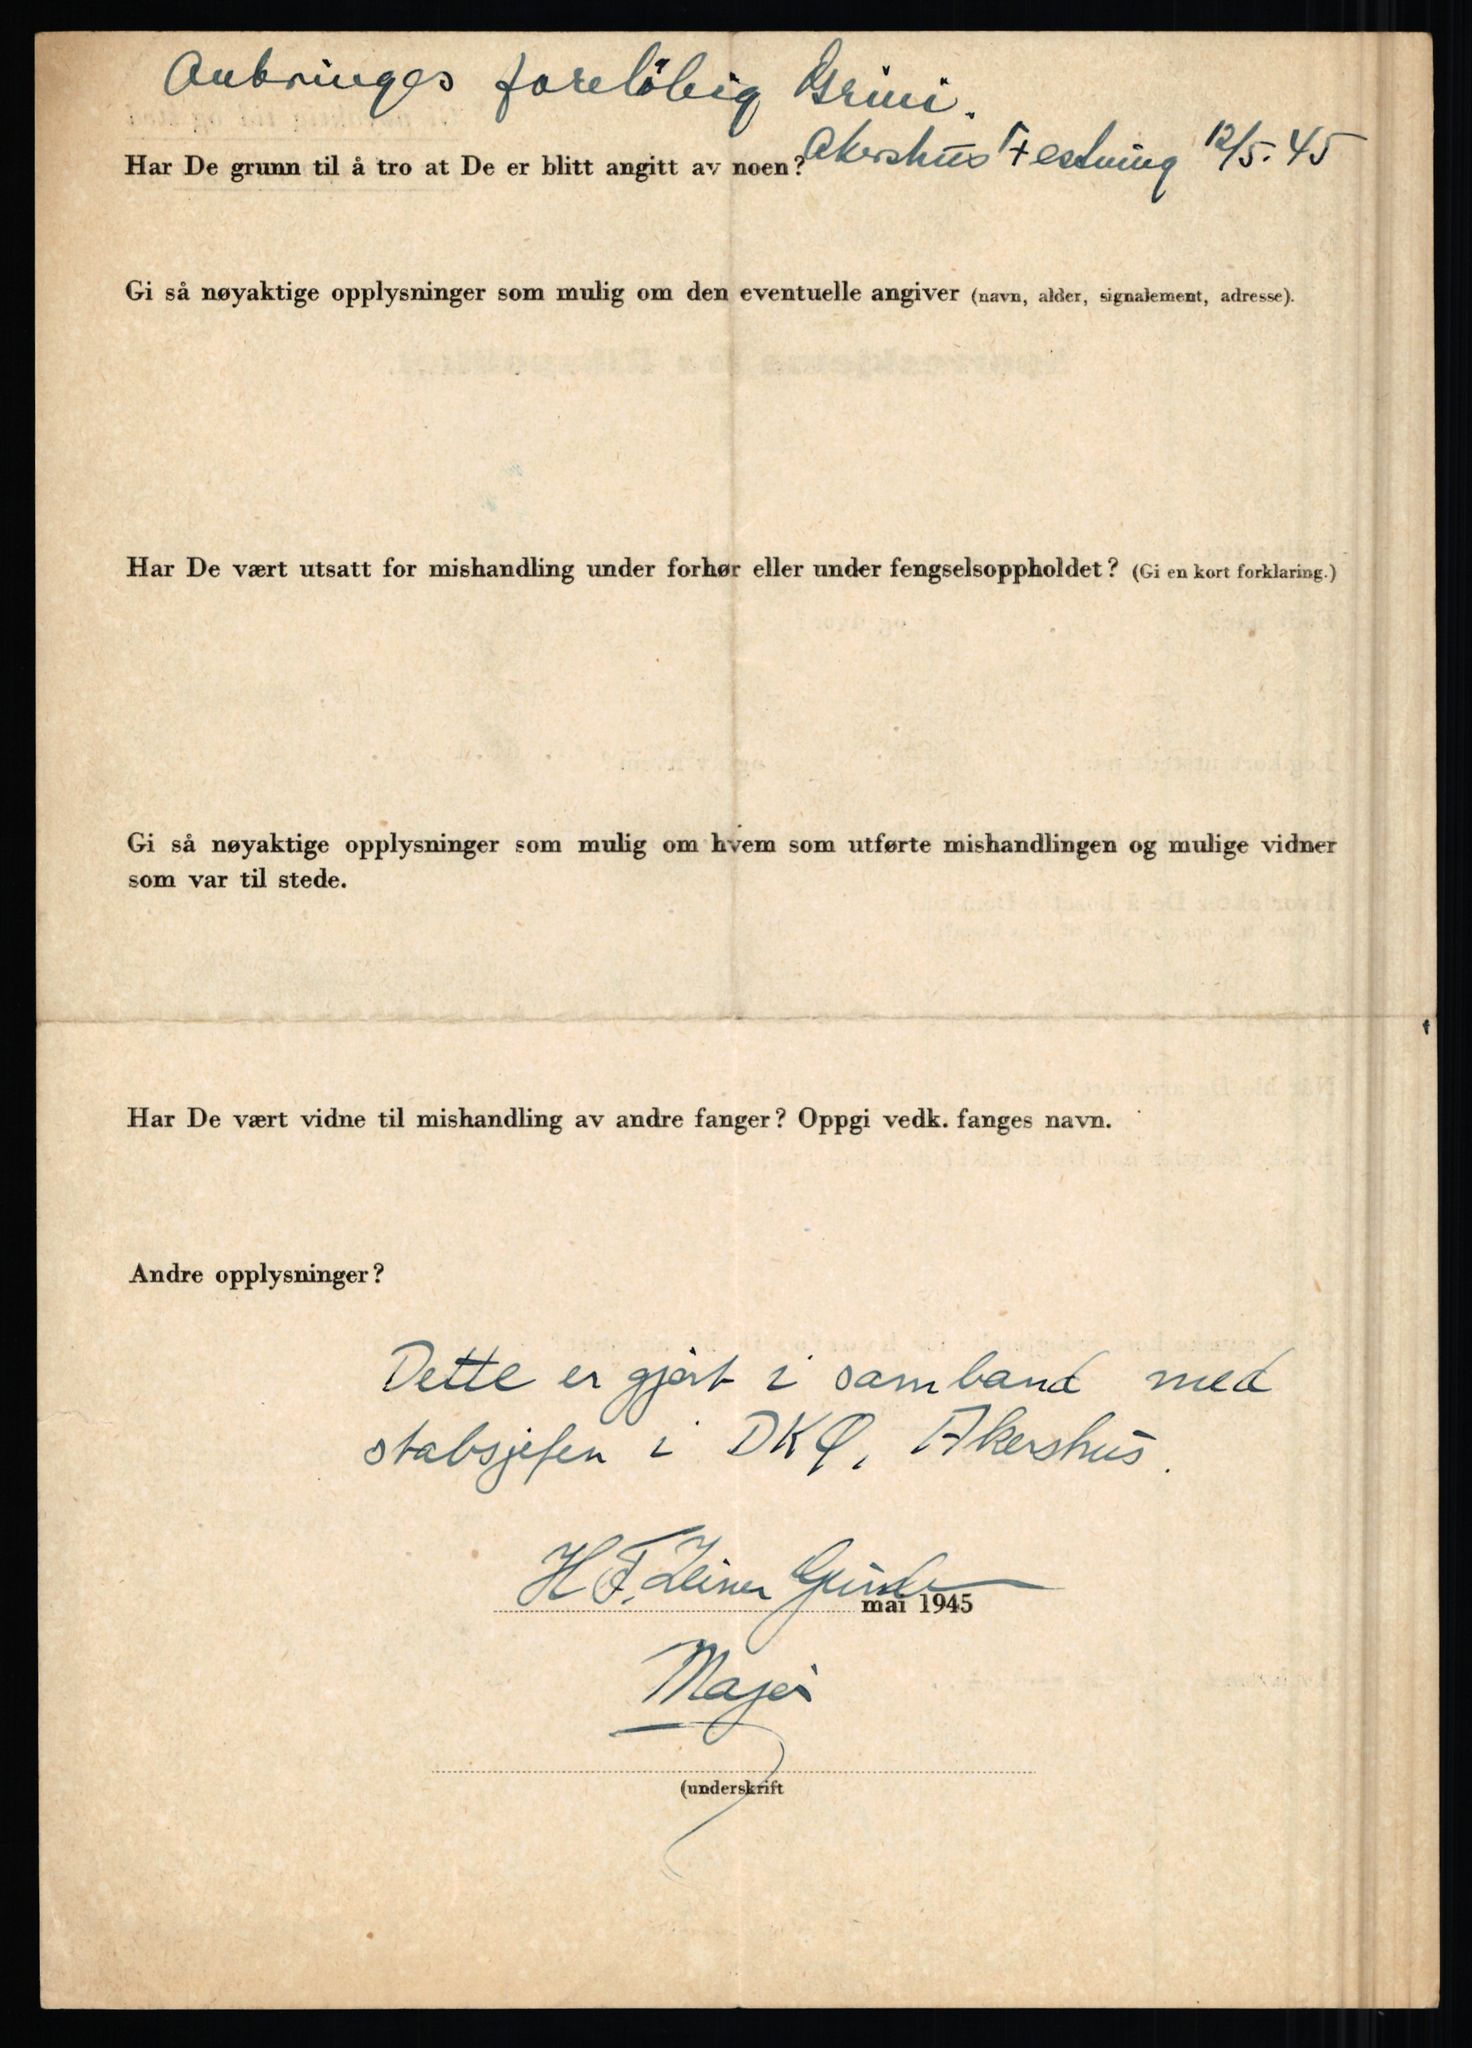 Anbringes foreløbig Grini.
Akershus Festning 12/5.45
Har De grunn til å tro at De er blitt angitt av noen?
Gi så nøyaktige opplysninger som mulig om den eventuelle angiver (navn, alder, signalement, adresse).
Har De vært utsatt for mishandling under forhør eller under fengselsoppholdet? (Gi en kort forklaring.)
Gi så nøyaktige opplysninger som mulig om hvem som utførte mishandlingen og mulige vidner
som var til stede.
Har De vært vidne til mishandling av andre fanger? Oppgi vedk. fanges navn.
Andre opplysninger?
Dette er gjort i samband med
stabsjefen i DKØ, Akershus.
H F. Zeiner
mai 1945
Major
(underskrift